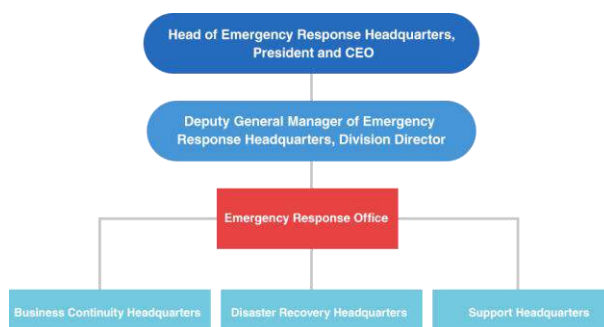 Head of Emergency Response Headquarters,
President and CEO
Deputy General Manager of Emergency
Response Headquarters, Division Director
Emergency Response Office
Business Continuity Headquarters
Disaster Recovery Headquarters
Support Headquarters